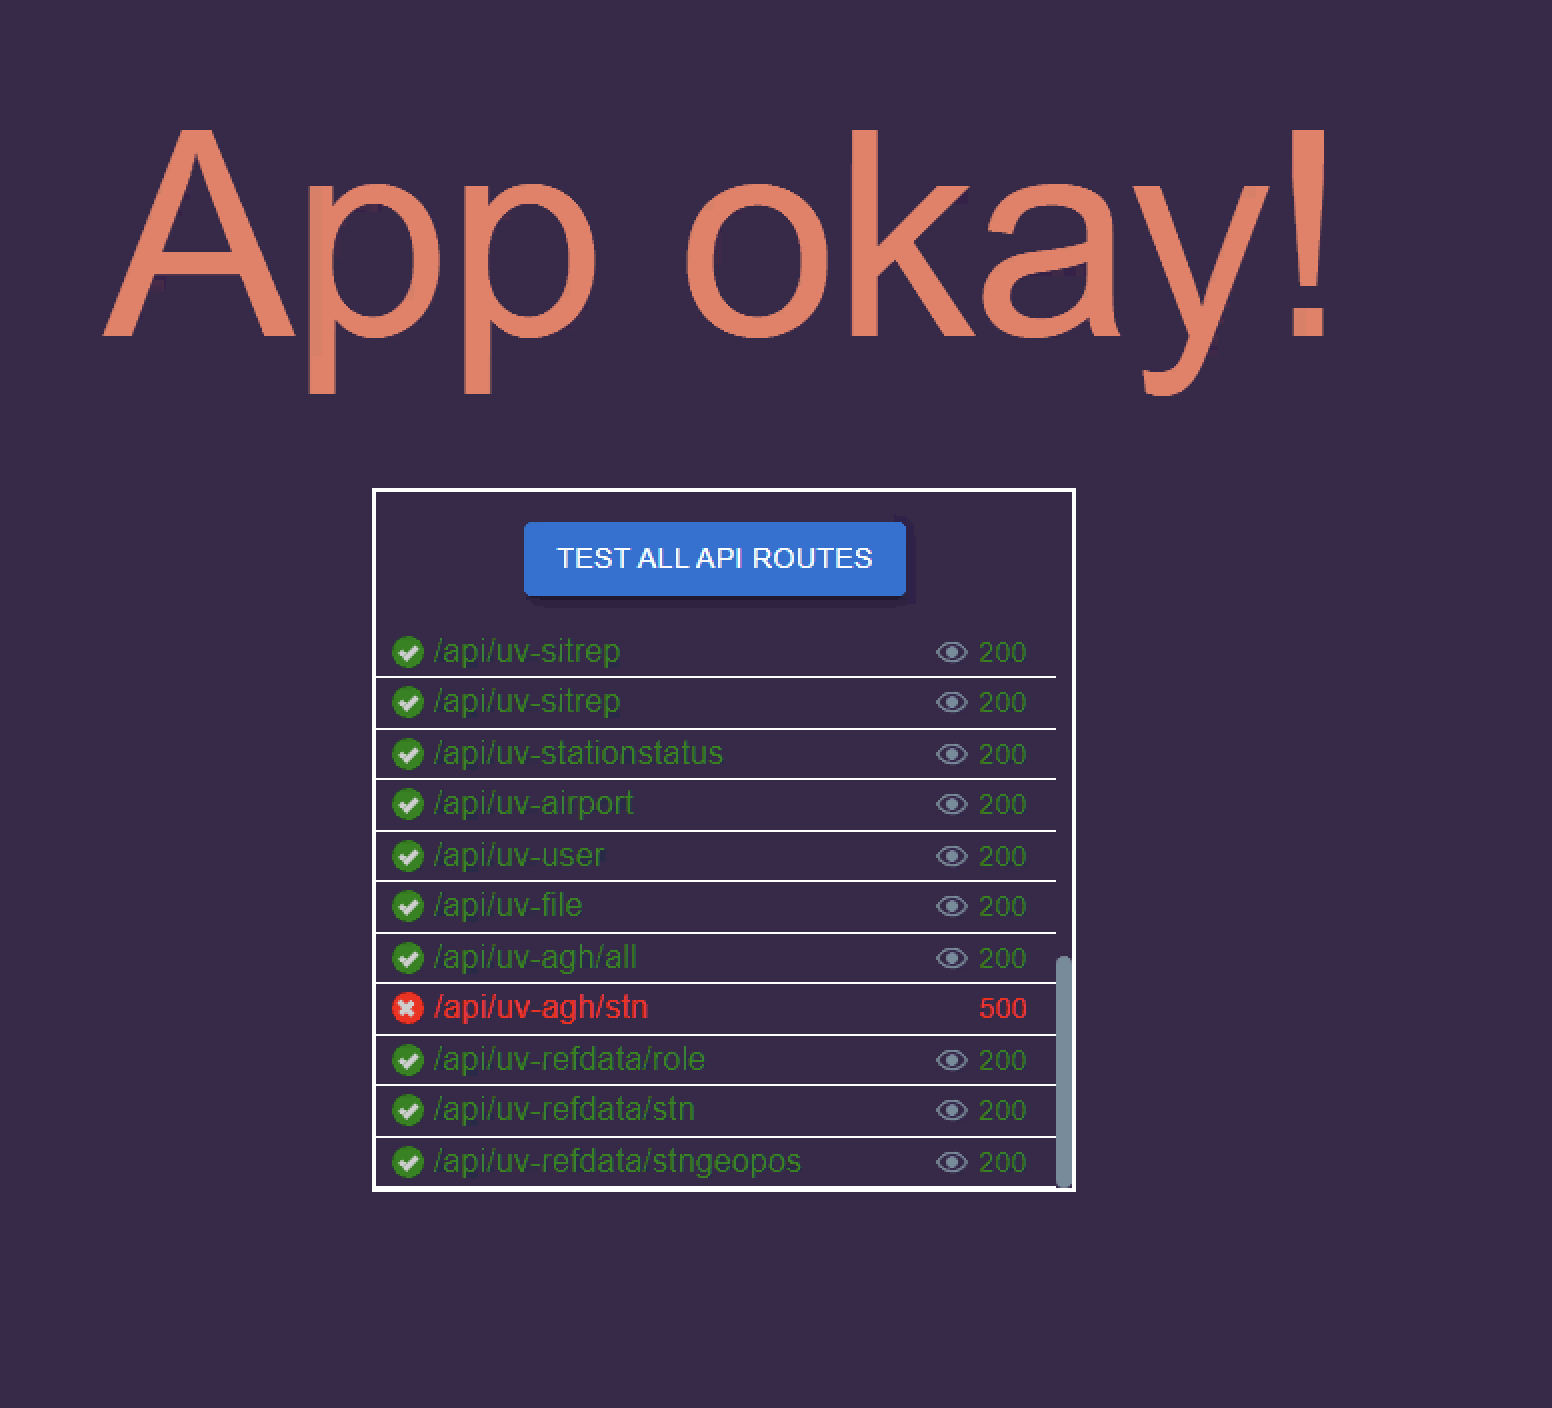 App okay!
TEST ALL API ROUTES
/api/uv-sitrep 200
/api/uv-sitrep 200
/api/uv-stationstatus 200
/api/uv-airport 200
/api/uv-user 200
/api/uv-file 200
/api/uv-agh/all 200
/api/uv-agh/stn 500
/api/uv-refdata/role 200
/api/uv-refdata/stn 200
/api/uv-refdata/stngeopos 200